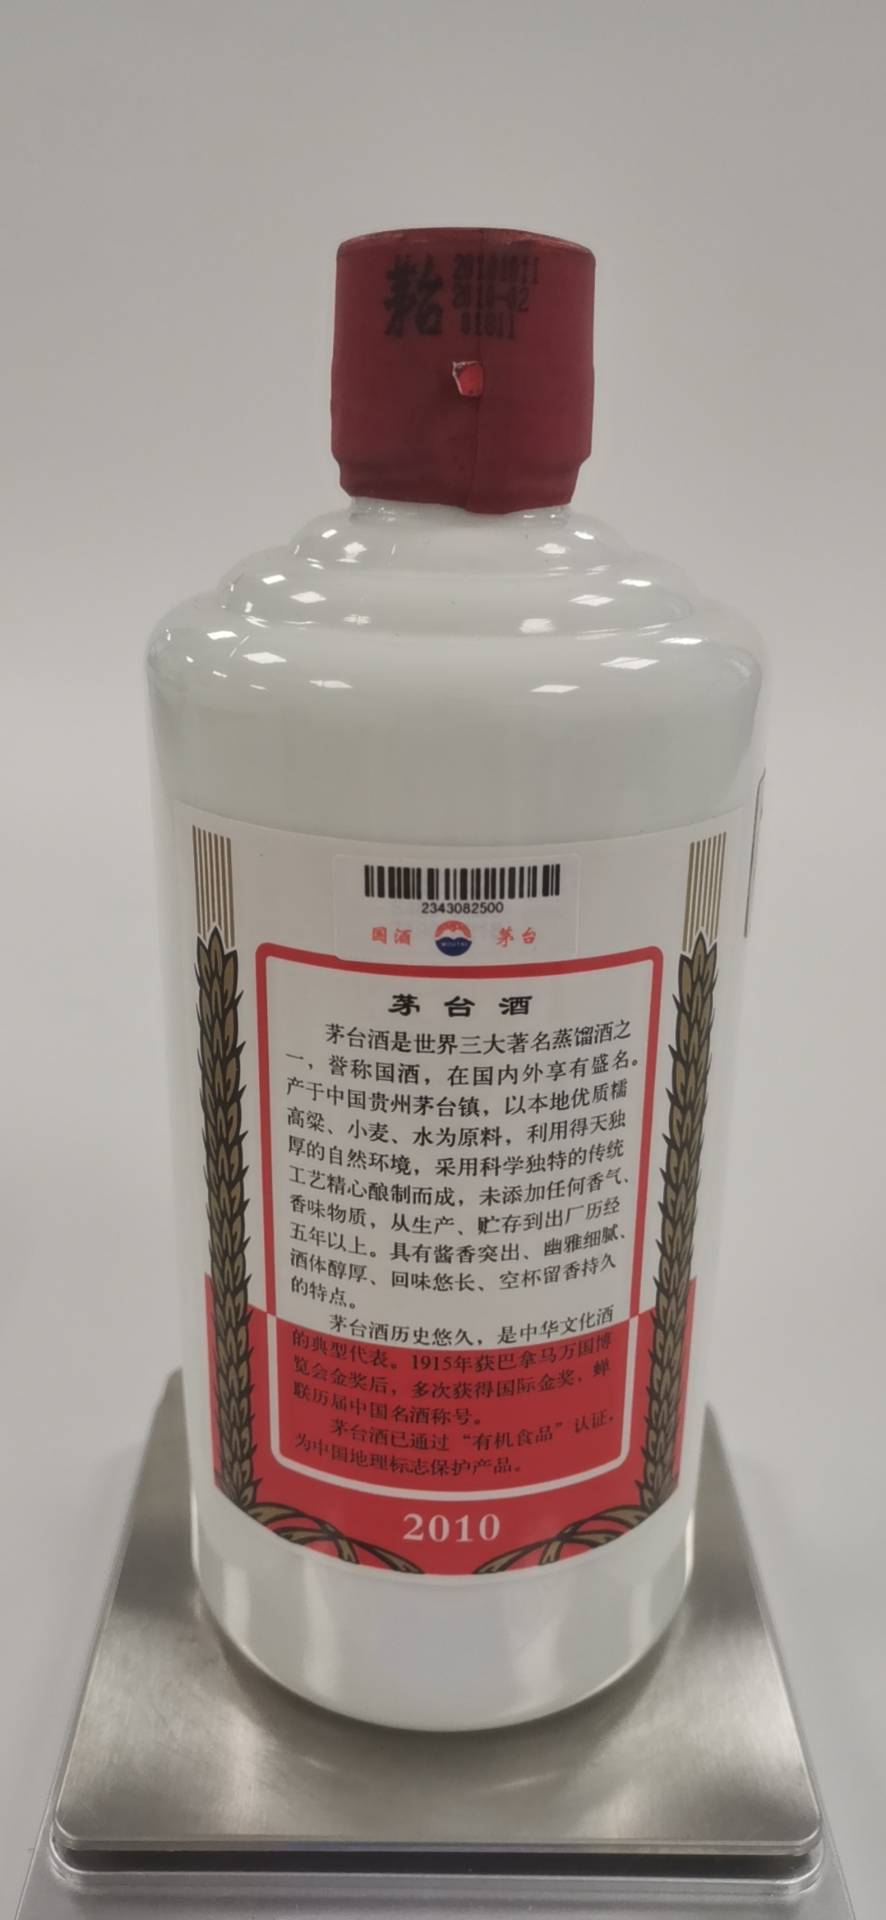 茅台
2343082500
国酒 MOUTAI 茅台
茅台酒
茅台酒是世界三大著名蒸馏酒之
一，誉称国酒，在国内外享有盛名。
产于中国贵州茅台镇，以本地优质糯
高粱、小麦、水为原料，利用得天独
厚的自然环境，采用科学独特的传统
工艺精心酿制而成，未添加任何香气、
香味物质，从生产、贮存到出厂历经
五年以上。具有酱香突出、幽雅细腻、
酒体醇厚、回味悠长、空杯留香持久
的特点。
茅台酒历史悠久，是中华文化酒
的典型代表。1915年获巴拿马万国博
览会金奖后，多次获得国际金奖，蝉
联历届中国名酒称号。
茅台酒已通过“有机食品”认证，
为中国地理标志保护产品。
2010